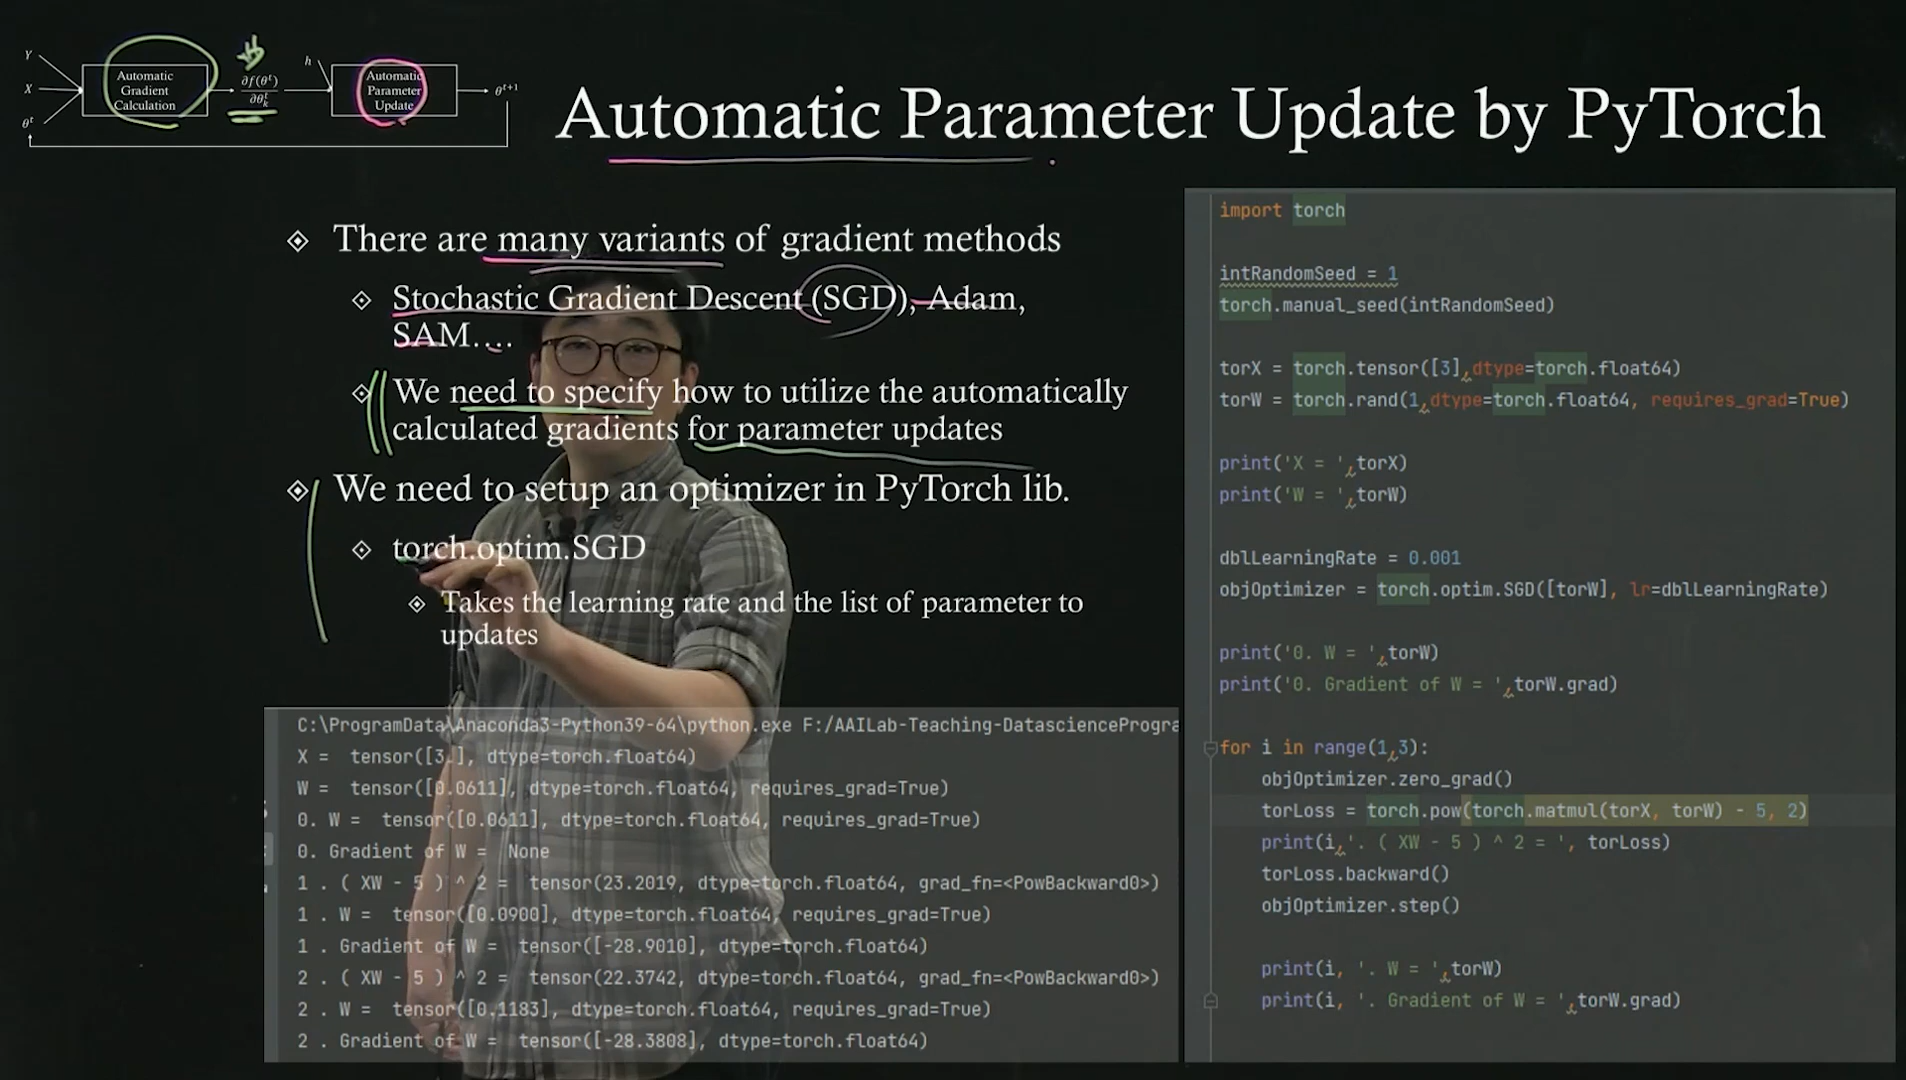 Y
X
θᵗ
Automatic
Gradient
Calculation
∂f(θᵗ)
∂θₖᵗ
h
Automatic
Parameter
Update
θᵗ⁺¹
Automatic Parameter Update by PyTorch
There are many variants of gradient methods
Stochastic Gradient Descent (SGD), Adam,
SAM….
We need to specify how to utilize the automatically
calculated gradients for parameter updates
We need to setup an optimizer in PyTorch lib.
torch.optim.SGD
Takes the learning rate and the list of parameter to
updates
C:\ProgramData\Anaconda3-Python39-64\python.exe F:/AAILab-Teaching-DatascienceProgra
X =  tensor([3.], dtype=torch.float64)
W =  tensor([0.0611], dtype=torch.float64, requires_grad=True)
0. W =  tensor([0.0611], dtype=torch.float64, requires_grad=True)
0. Gradient of W =  None
1 . ( XW - 5 ) ^ 2 =  tensor(23.2019, dtype=torch.float64, grad_fn=<PowBackward0>)
1 . W =  tensor([0.0900], dtype=torch.float64, requires_grad=True)
1 . Gradient of W =  tensor([-28.9010], dtype=torch.float64)
2 . ( XW - 5 ) ^ 2 =  tensor(22.3742, dtype=torch.float64, grad_fn=<PowBackward0>)
2 . W =  tensor([0.1183], dtype=torch.float64, requires_grad=True)
2 . Gradient of W =  tensor([-28.3808], dtype=torch.float64)
import torch
intRandomSeed = 1
torch.manual_seed(intRandomSeed)
torX = torch.tensor([3],dtype=torch.float64)
torW = torch.rand(1,dtype=torch.float64, requires_grad=True)
print('X = ',torX)
print('W = ',torW)
dblLearningRate = 0.001
objOptimizer = torch.optim.SGD([torW], lr=dblLearningRate)
print('0. W = ',torW)
print('0. Gradient of W = ',torW.grad)
for i in range(1,3):
    objOptimizer.zero_grad()
    torLoss = torch.pow(torch.matmul(torX, torW) - 5, 2)
    print(i,'. ( XW - 5 ) ^ 2 = ', torLoss)
    torLoss.backward()
    objOptimizer.step()
    print(i, '. W = ',torW)
    print(i, '. Gradient of W = ',torW.grad)